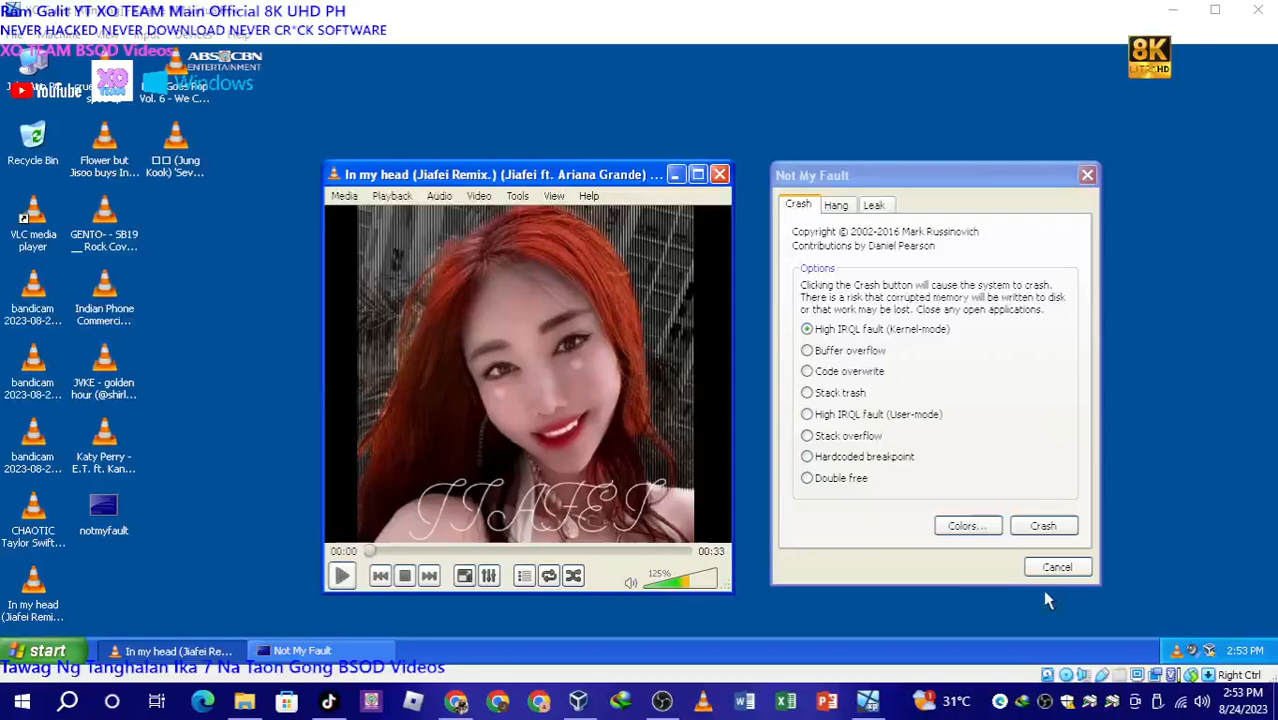 Ram Galit YT XO TEAM Main Official 8K UHD PH
NEVER HACKED NEVER DOWNLOAD NEVER CR*CK SOFTWARE
XO TEAM BSOD Videos
ABS-CBN
ENTERTAINMENT
8K
YouTube
XO
TEAM
Windows
Vol. 6 - We C...
Recycle Bin
Flower but
Jisoo buys In...
□□ (Jung
Kook) 'Sev...
VLC media
player
GENTO- - SB19
__ Rock Cov...
bandicam
2023-08-2...
Indian Phone
Commerci...
bandicam
2023-08-2...
JVKE - golden
hour (@shirl...
bandicam
2023-08-2...
Katy Perry -
E.T. ft. Kan...
CHAOTIC
Taylor Swift...
notmyfault
In my head
(Jiafei Remi...
In my head (Jiafei Remix.) (Jiafei ft. Ariana Grande) ...
Media Playback Audio Video Tools View Help
JIAFEI
00:00 00:33
125%
Not My Fault
Crash Hang Leak
Copyright © 2002-2016 Mark Russinovich
Contributions by Daniel Pearson
Options
Clicking the Crash button will cause the system to crash.
There is a risk that corrupted memory will be written to disk
or that work may be lost. Close any open applications.
High IRQL fault (Kernel-mode)
Buffer overflow
Code overwrite
Stack trash
High IRQL fault (User-mode)
Stack overflow
Hardcoded breakpoint
Double free
Colors... Crash
Cancel
start In my head (Jiafei Re... Not My Fault 2:53 PM
Tawag Ng Tanghalan Ika 7 Na Taon Gong BSOD Videos
Right Ctrl
31°C
2:53 PM
8/24/2023